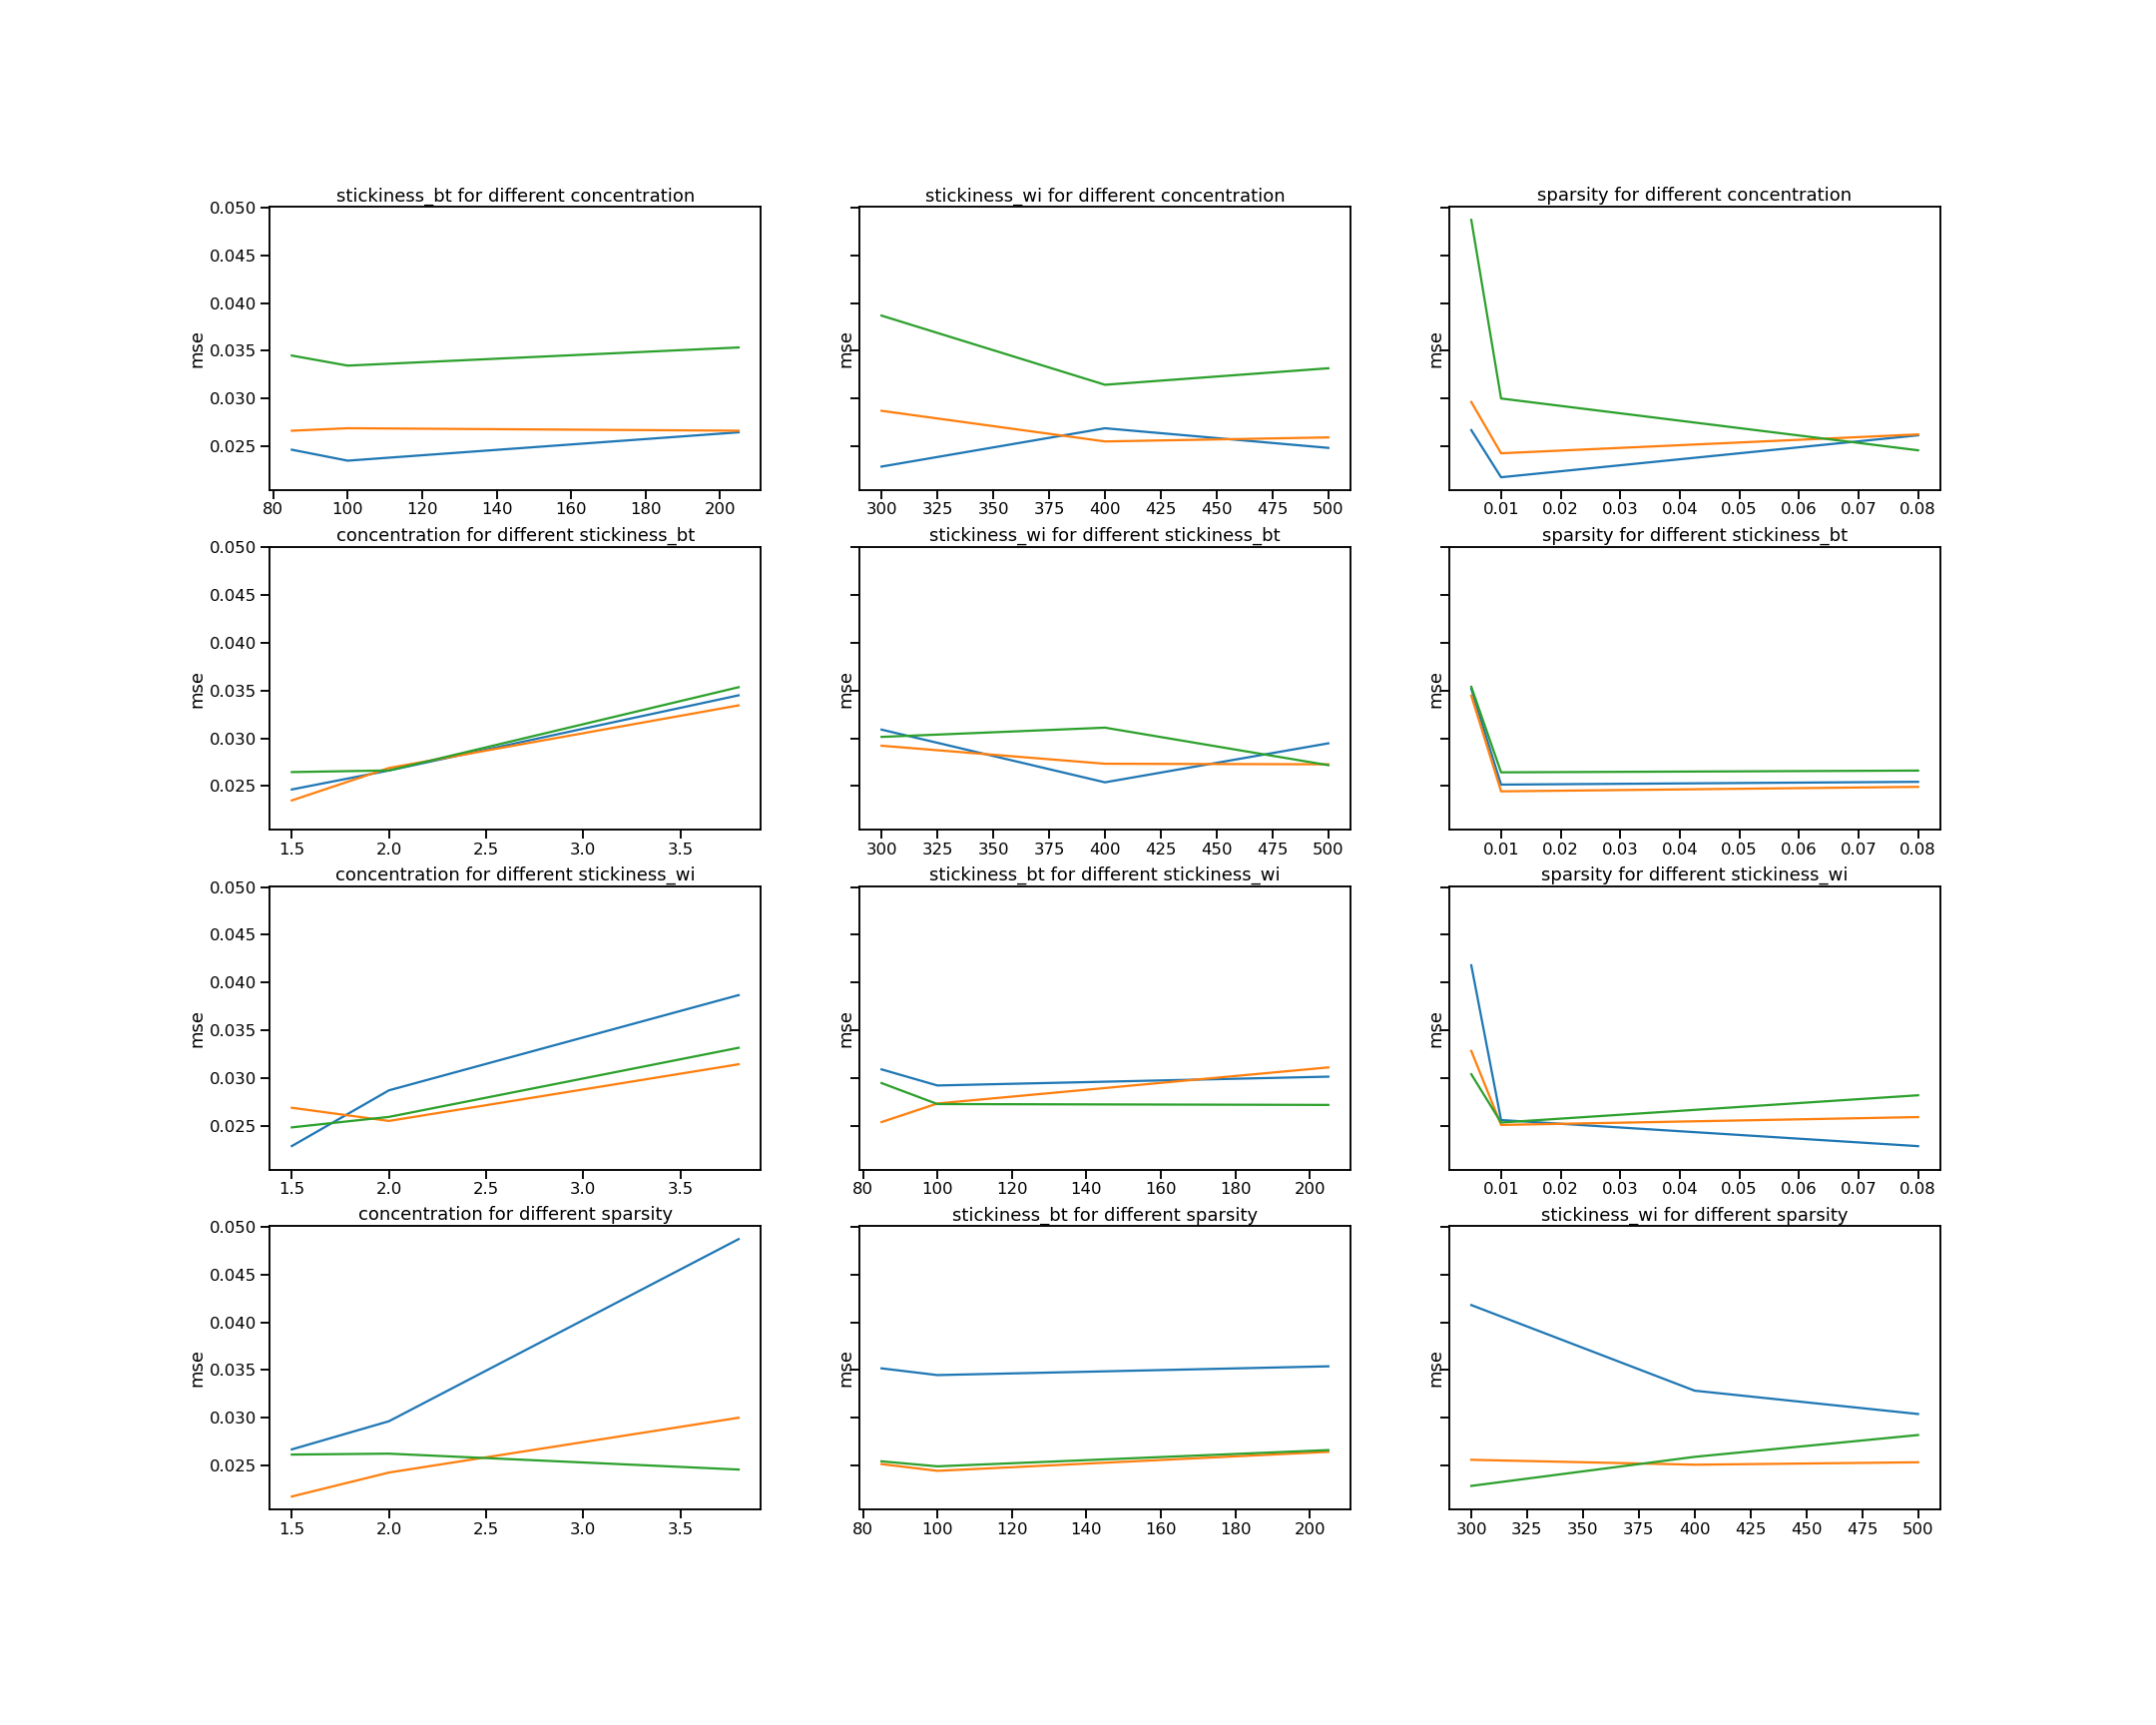 stickiness_bt for different concentration
stickiness_wi for different concentration
sparsity for different concentration
0.050
0.045
0.040
0.035
0.030
0.025
mse
mse
mse
80 100 120 140 160 180 200
300 325 350 375 400 425 450 475 500
0.01 0.02 0.03 0.04 0.05 0.06 0.07 0.08
concentration for different stickiness_bt
stickiness_wi for different stickiness_bt
sparsity for different stickiness_bt
0.050
0.045
0.040
0.035
0.030
0.025
mse
mse
mse
1.5 2.0 2.5 3.0 3.5
300 325 350 375 400 425 450 475 500
0.01 0.02 0.03 0.04 0.05 0.06 0.07 0.08
concentration for different stickiness_wi
stickiness_bt for different stickiness_wi
sparsity for different stickiness_wi
0.050
0.045
0.040
0.035
0.030
0.025
mse
mse
mse
1.5 2.0 2.5 3.0 3.5
80 100 120 140 160 180 200
0.01 0.02 0.03 0.04 0.05 0.06 0.07 0.08
concentration for different sparsity
stickiness_bt for different sparsity
stickiness_wi for different sparsity
0.050
0.045
0.040
0.035
0.030
0.025
mse
mse
mse
1.5 2.0 2.5 3.0 3.5
80 100 120 140 160 180 200
300 325 350 375 400 425 450 475 500